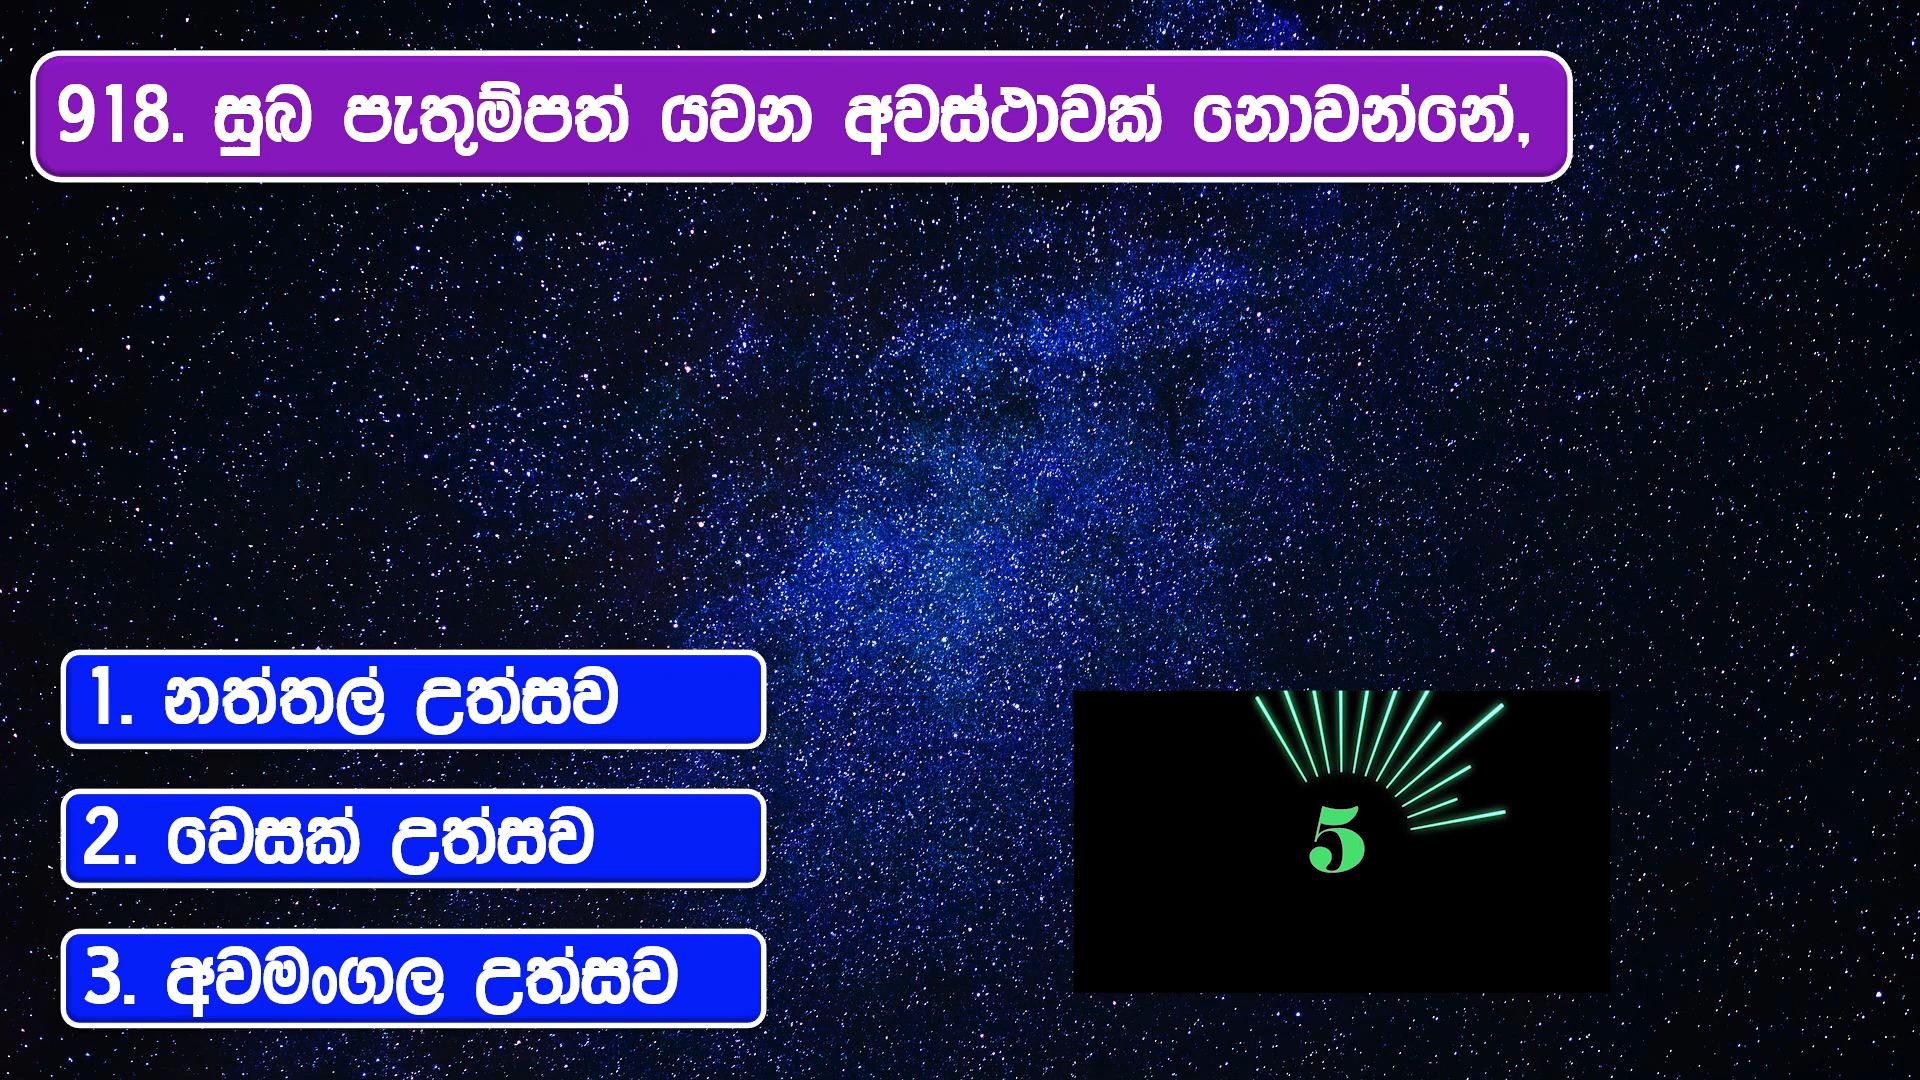 918. සුබ පැතුම්පත් යවන අවස්ථාවක් නොවන්නේ,
1. නත්තල් උත්සව
2. වෙසක් උත්සව
3. අවමංගල උත්සව
5